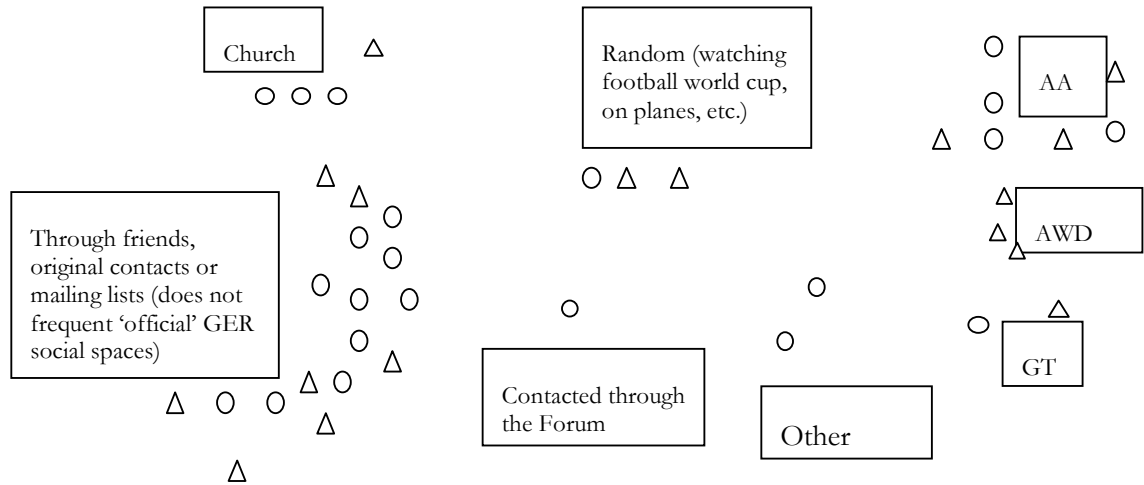 Church
Random (watching
football world cup,
on planes, etc.)
AA
Through friends,
original contacts or
mailing lists (does not
frequent ‘official’ GER
social spaces)
AWD
Contacted through
the Forum
Other
GT